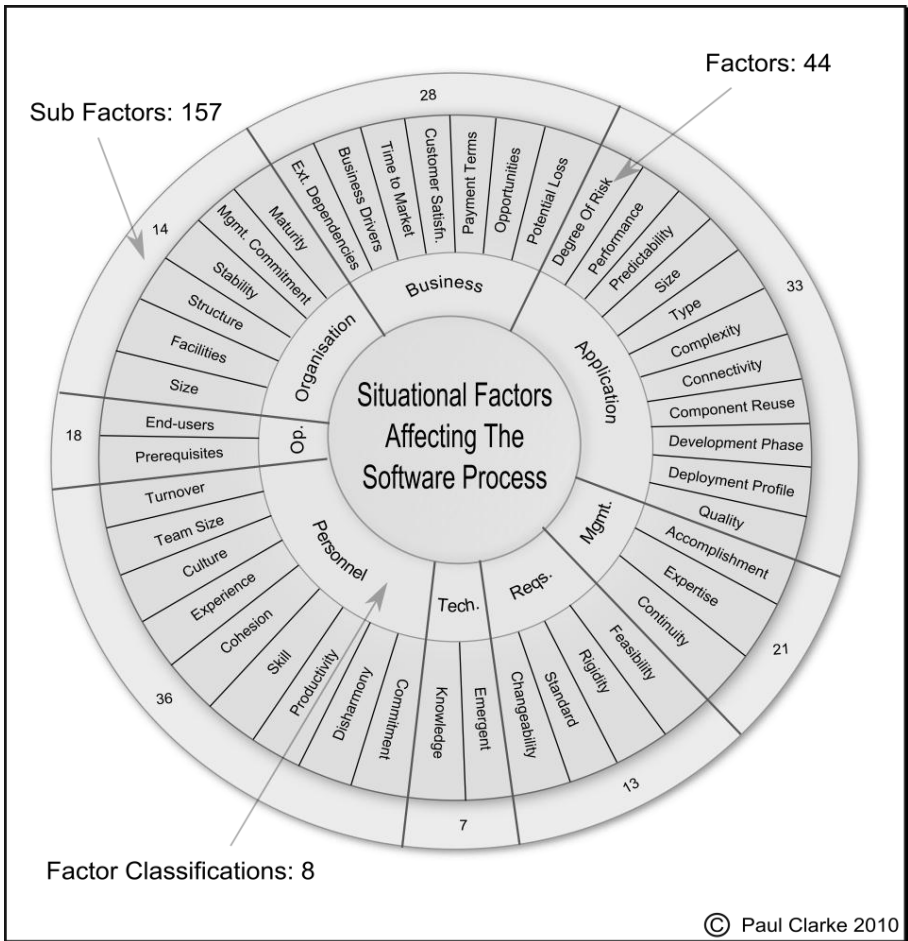 Factors: 44
Sub Factors: 157
28
33
21
13
7
36
18
14
Situational Factors
Affecting The
Software Process
Business
Application
Mgmt.
Reqs.
Tech.
Personnel
Op.
Organisation
Ext. Dependencies
Business Drivers
Time to Market
Customer Satisfn.
Payment Terms
Opportunities
Potential Loss
Degree Of Risk
Performance
Predictability
Size
Type
Complexity
Connectivity
Component Reuse
Development Phase
Deployment Profile
Quality
Accomplishment
Expertise
Continuity
Feasibility
Rigidity
Standard
Changeability
Emergent
Knowledge
Commitment
Disharmony
Productivity
Skill
Cohesion
Experience
Culture
Team Size
Turnover
Prerequisites
End-users
Size
Facilities
Structure
Stability
Mgmt. Commitment
Maturity
Factor Classifications: 8
© Paul Clarke 2010